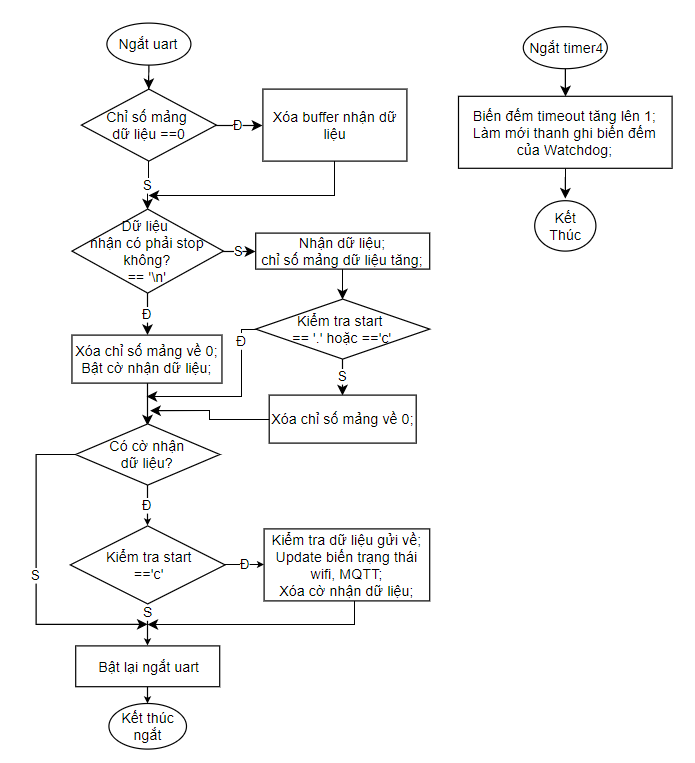 Ngắt uart
Chỉ số mảng
dữ liệu ==0
Đ
Xóa buffer nhận dữ
liệu
S
Dữ liệu
nhận có phải stop
không?
== '\n'
S
Nhận dữ liệu;
chỉ số mảng dữ liệu tăng;
Đ
Kiểm tra start
== '.' hoặc =='c'
Đ
S
Xóa chỉ số mảng về 0;
Bật cờ nhận dữ liệu;
Xóa chỉ số mảng về 0;
Có cờ nhận
dữ liệu?
Đ
S
Kiểm tra start
=='c'
Đ
Kiểm tra dữ liệu gửi về;
Update biến trạng thái
wifi, MQTT;
Xóa cờ nhận dữ liệu;
S
Bật lại ngắt uart
Kết thúc
ngắt
Ngắt timer4
Biến đếm timeout tăng lên 1;
Làm mới thanh ghi biến đếm
của Watchdog;
Kết
Thúc